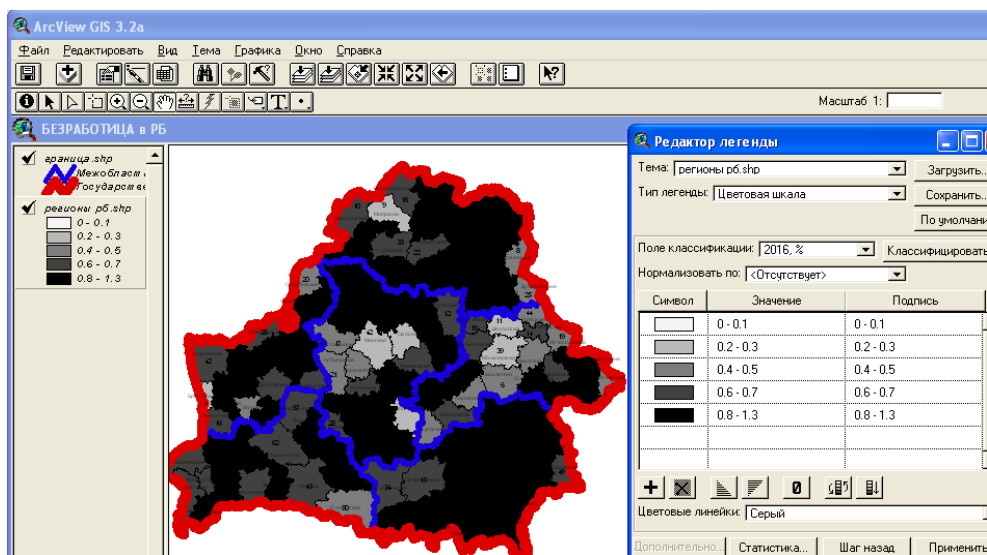 ArcView GIS 3.2a
Файл Редактировать Вид Тема Графика Окно Справка
Масштаб 1:
БЕЗРАБОТИЦА в РБ
граница.shp
Межобласт
Государстве
регионы рб.shp
0 - 0.1
0.2 - 0.3
0.4 - 0.5
0.6 - 0.7
0.8 - 1.3
Редактор легенды
Тема: регионы рб.shp Загрузить...
Тип легенды: Цветовая шкала Сохранить...
По умолчани
Поле классификации: 2016, % Классифицировать
Нормализовать по: <Отсутствует>
Символ Значение Подпись
0 - 0.1 0 - 0.1
0.2 - 0.3 0.2 - 0.3
0.4 - 0.5 0.4 - 0.5
0.6 - 0.7 0.6 - 0.7
0.8 - 1.3 0.8 - 1.3
Цветовые линейки: Серый
Дополнительно... Статистика... Шаг назад Применить